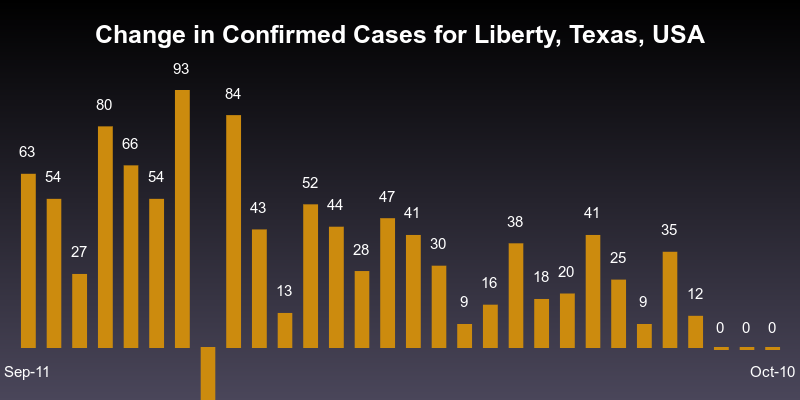 Change in Confirmed Cases for Liberty, Texas, USA
63 54 27 80 66 54 93 84 43 13 52 44 28 47 41 30 9 16 38 18 20 41 25 9 35 12 0 0 0
Sep-11 Oct-10